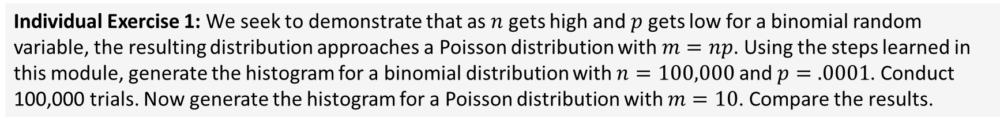 Individual Exercise 1: We seek to demonstrate that as n gets high and p gets low for a binomial random
variable, the resulting distribution approaches a Poisson distribution with m = np. Using the steps learned in
this module, generate the histogram for a binomial distribution with n = 100,000 and p = .0001. Conduct
100,000 trials. Now generate the histogram for a Poisson distribution with m = 10. Compare the results.